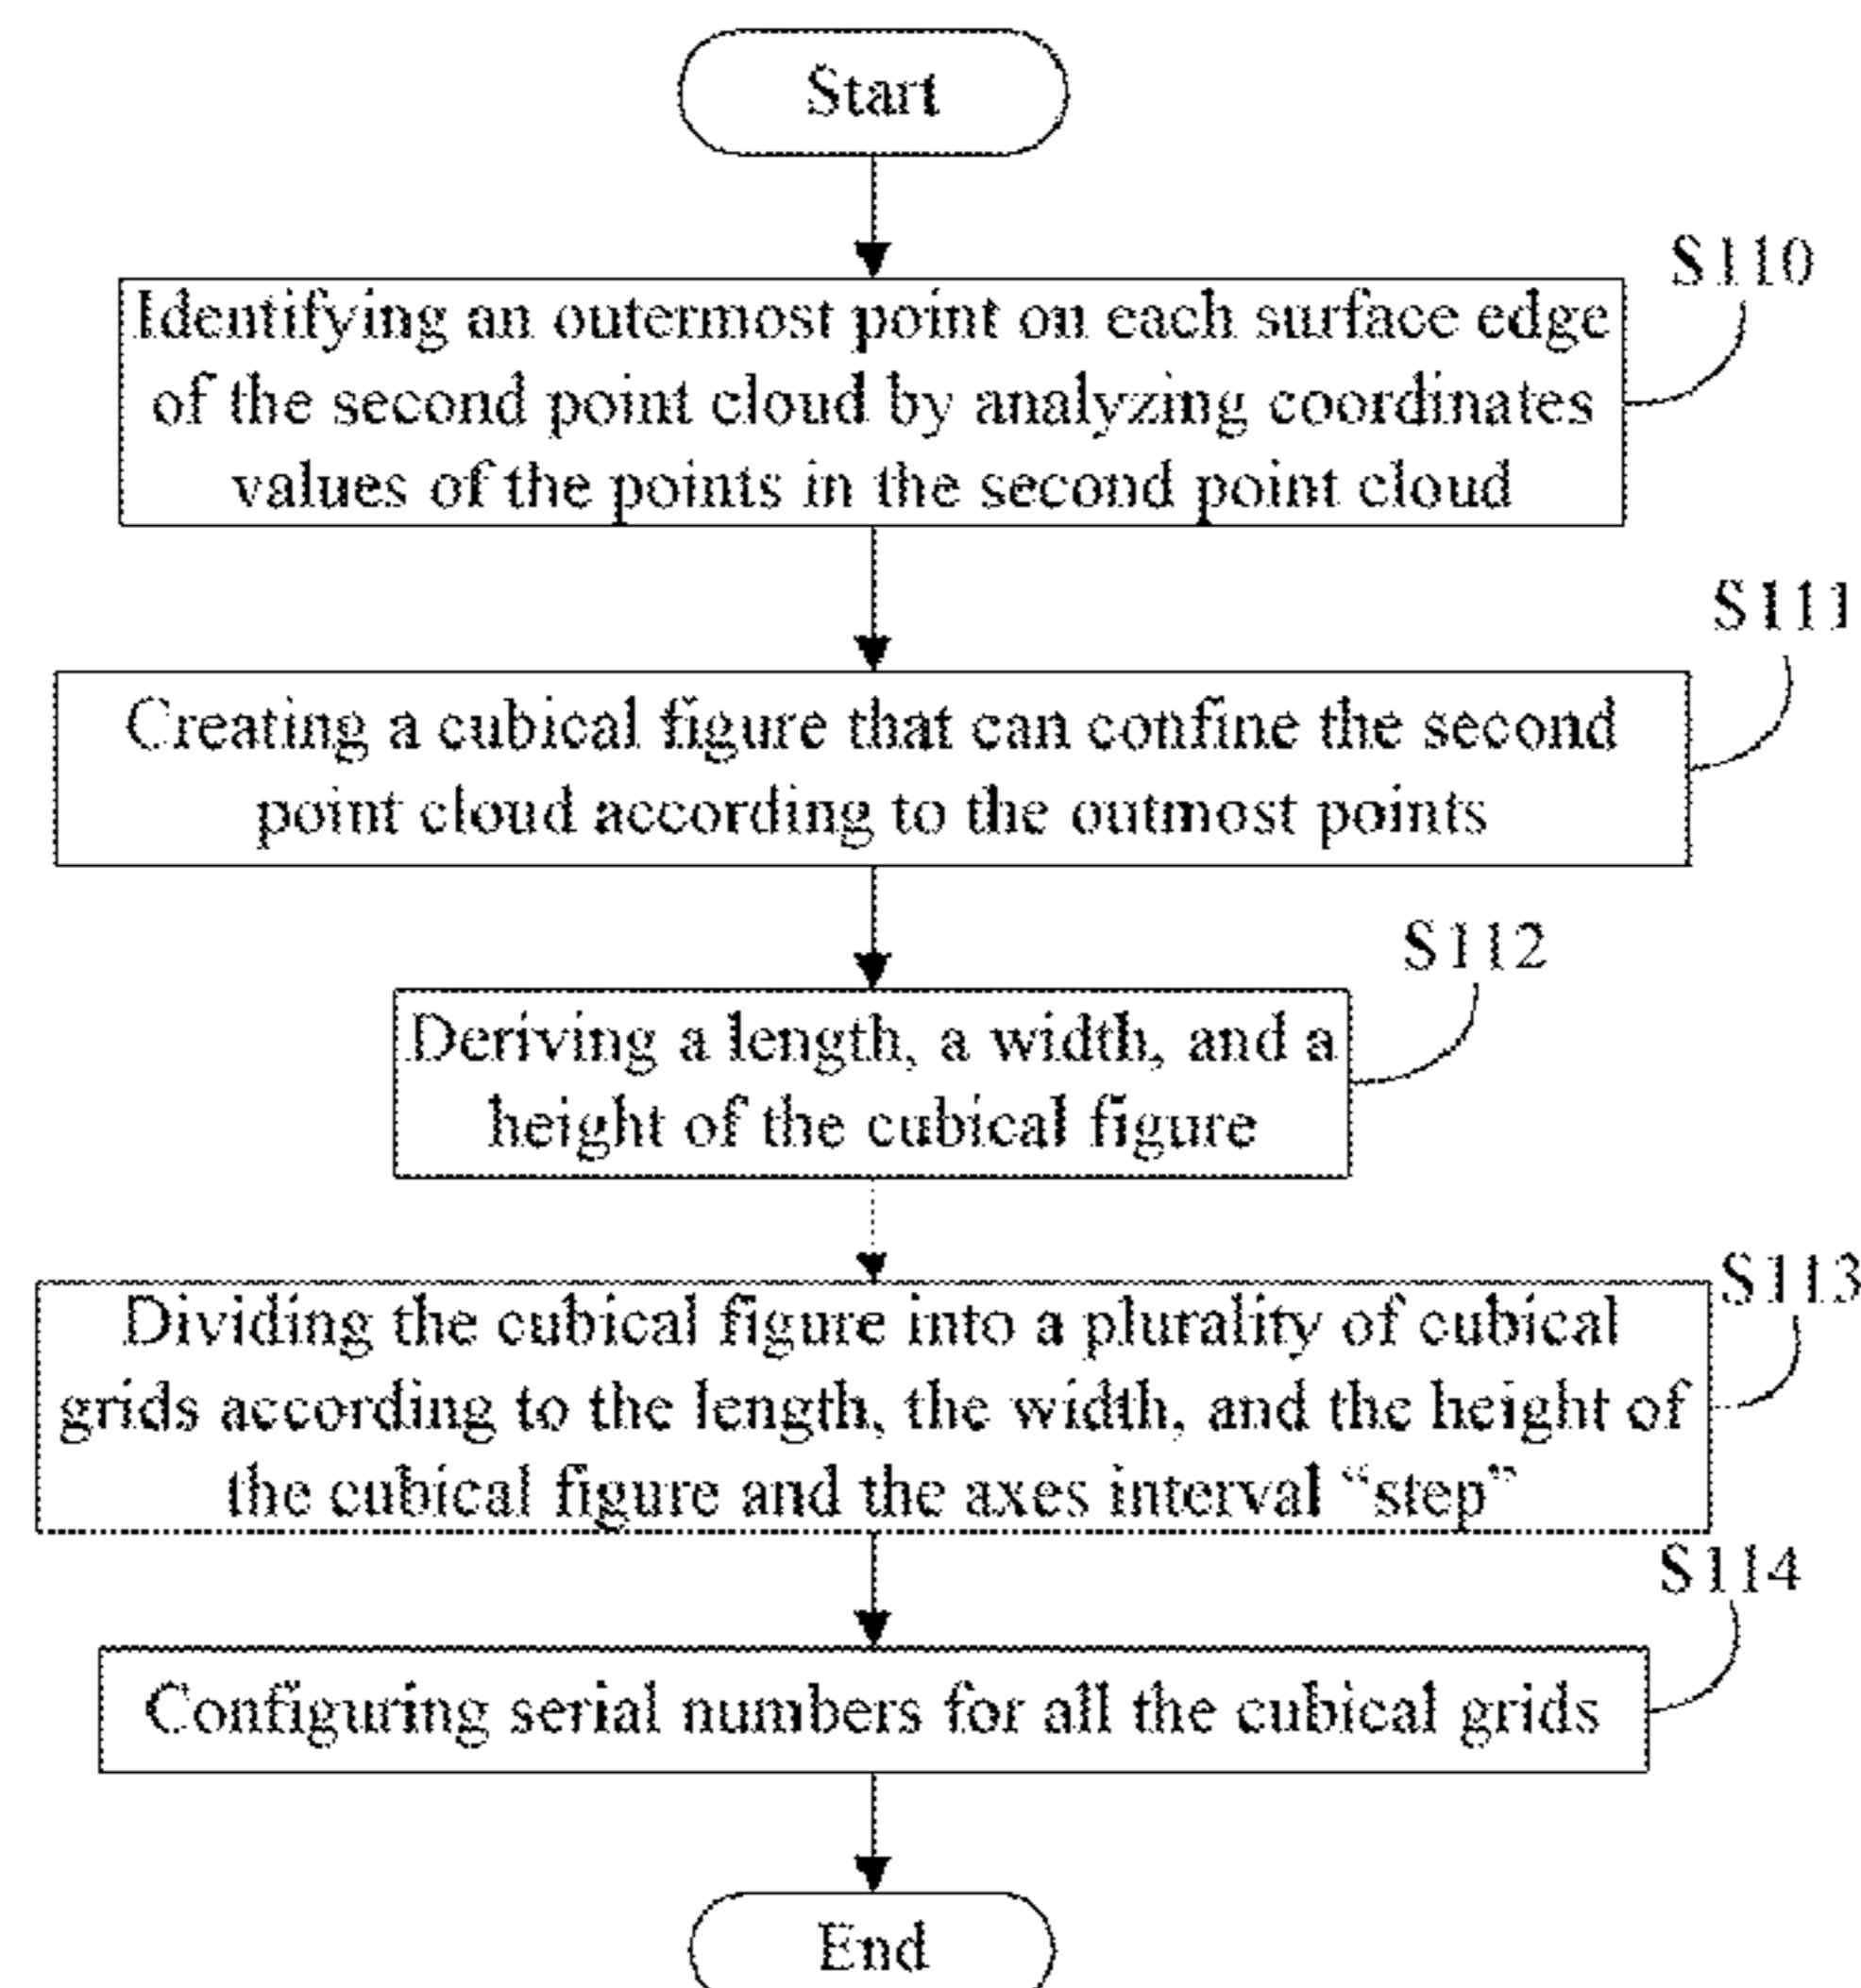 Start
S110
Identifying an outermost point on each surface edge
of the second point cloud by analyzing coordinates
values of the points in the second point cloud
S111
Creating a cubical figure that can confine the second
point cloud according to the outmost points
S112
Deriving a length, a width, and a
height of the cubical figure
S113
Dividing the cubical figure into a plurality of cubical
grids according to the length, the width, and the height of
the cubical figure and the axes interval “step”
S114
Configuring serial numbers for all the cubical grids
End